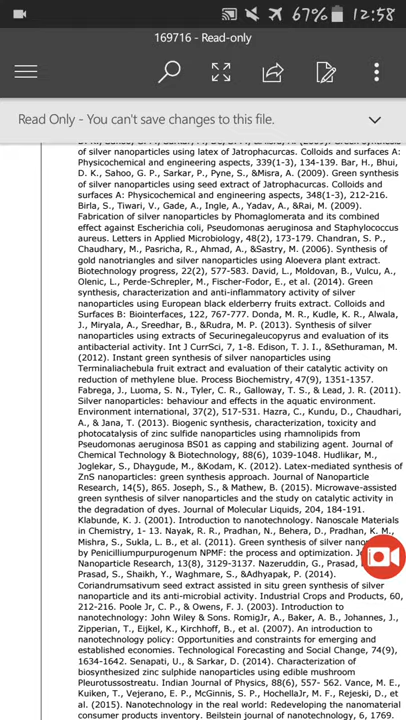 67% 12:58
169716 - Read-only
Read Only - You can't save changes to this file.
of silver nanoparticles using latex of Jatrophacurcas. Colloids and surfaces A:
Physicochemical and engineering aspects, 339(1-3), 134-139. Bar, H., Bhui,
D. K., Sahoo, G. P., Sarkar, P., Pyne, S., &Misra, A. (2009). Green synthesis
of silver nanoparticles using seed extract of Jatrophacurcas. Colloids and
surfaces A: Physicochemical and engineering aspects, 348(1-3), 212-216.
Birla, S., Tiwari, V., Gade, A., Ingle, A., Yadav, A., &Rai, M. (2009).
Fabrication of silver nanoparticles by Phomaglomerata and its combined
effect against Escherichia coli, Pseudomonas aeruginosa and Staphylococcus
aureus. Letters in Applied Microbiology, 48(2), 173-179. Chandran, S. P.,
Chaudhary, M., Pasricha, R., Ahmad, A., &Sastry, M. (2006). Synthesis of
gold nanotriangles and silver nanoparticles using Aloevera plant extract.
Biotechnology progress, 22(2), 577-583. David, L., Moldovan, B., Vulcu, A.,
Olenic, L., Perde-Schrepler, M., Fischer-Fodor, E., et al. (2014). Green
synthesis, characterization and anti-inflammatory activity of silver
nanoparticles using European black elderberry fruits extract. Colloids and
Surfaces B: Biointerfaces, 122, 767-777. Donda, M. R., Kudle, K. R., Alwala,
J., Miryala, A., Sreedhar, B., &Rudra, M. P. (2013). Synthesis of silver
nanoparticles using extracts of Securinegaleucopyrus and evaluation of its
antibacterial activity. Int J CurrSci, 7, 1-8. Edison, T. J. I., &Sethuraman, M.
(2012). Instant green synthesis of silver nanoparticles using
Terminaliachebula fruit extract and evaluation of their catalytic activity on
reduction of methylene blue. Process Biochemistry, 47(9), 1351-1357.
Fabrega, J., Luoma, S. N., Tyler, C. R., Galloway, T. S., & Lead, J. R. (2011).
Silver nanoparticles: behaviour and effects in the aquatic environment.
Environment international, 37(2), 517-531. Hazra, C., Kundu, D., Chaudhari,
A., & Jana, T. (2013). Biogenic synthesis, characterization, toxicity and
photocatalysis of zinc sulfide nanoparticles using rhamnolipids from
Pseudomonas aeruginosa BS01 as capping and stabilizing agent. Journal of
Chemical Technology & Biotechnology, 88(6), 1039-1048. Hudlikar, M.,
Joglekar, S., Dhaygude, M., &Kodam, K. (2012). Latex-mediated synthesis of
ZnS nanoparticles: green synthesis approach. Journal of Nanoparticle
Research, 14(5), 865. Joseph, S., & Mathew, B. (2015). Microwave-assisted
green synthesis of silver nanoparticles and the study on catalytic activity in
the degradation of dyes. Journal of Molecular Liquids, 204, 184-191.
Klabunde, K. J. (2001). Introduction to nanotechnology. Nanoscale Materials
in Chemistry, 1- 13. Nayak, R. R., Pradhan, N., Behera, D., Pradhan, K. M.,
Mishra, S., Sukla, L. B., et al. (2011). Green synthesis of silver
by Penicilliumpurpurogenum NPMF: the process and optimization.
Nanoparticle Research, 13(8), 3129-3137. Nazeruddin, G., Prasad,
Prasad, S., Shaikh, Y., Waghmare, S., &Adhyapak, P. (2014).
Coriandrumsativum seed extract assisted in situ green synthesis of silver
nanoparticle and its anti-microbial activity. Industrial Crops and Products, 60,
212-216. Poole Jr, C. P., & Owens, F. J. (2003). Introduction to
nanotechnology: John Wiley & Sons. RomigJr, A., Baker, A. B., Johannes, J.,
Zipperian, T., Eijkel, K., Kirchhoff, B., et al. (2007). An introduction to
nanotechnology policy: Opportunities and constraints for emerging and
established economies. Technological Forecasting and Social Change, 74(9),
1634-1642. Senapati, U., & Sarkar, D. (2014). Characterization of
biosynthesized zinc sulphide nanoparticles using edible mushroom
Pleurotussostreatu. Indian Journal of Physics, 88(6), 557- 562. Vance, M. E.,
Kuiken, T., Vejerano, E. P., McGinnis, S. P., HochellaJr, M. F., Rejeski, D., et
al. (2015). Nanotechnology in the real world: Redeveloping the nanomaterial
consumer products inventory. Beilstein journal of nanotechnology, 6, 1769.